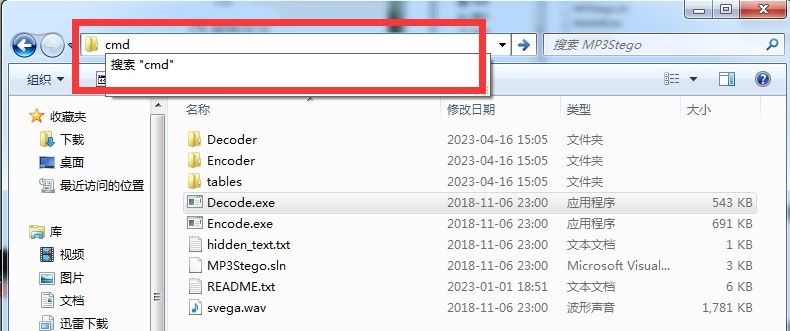 cmd
搜索 MP3Stego
搜索 "cmd"
组织
名称 修改日期 类型 大小
收藏夹
下载
桌面
最近访问的位置
库
视频
图片
文档
迅雷下载
Decoder 2023-04-16 15:05 文件夹
Encoder 2023-04-16 15:05 文件夹
tables 2023-04-16 15:05 文件夹
Decode.exe 2018-11-06 23:00 应用程序 543 KB
Encode.exe 2018-11-06 23:00 应用程序 691 KB
hidden_text.txt 2018-11-06 23:00 文本文档 1 KB
MP3Stego.sln 2018-11-06 23:00 Microsoft Visual... 3 KB
README.txt 2023-01-01 18:51 文本文档 6 KB
svega.wav 2018-11-06 23:00 波形声音 1,781 KB